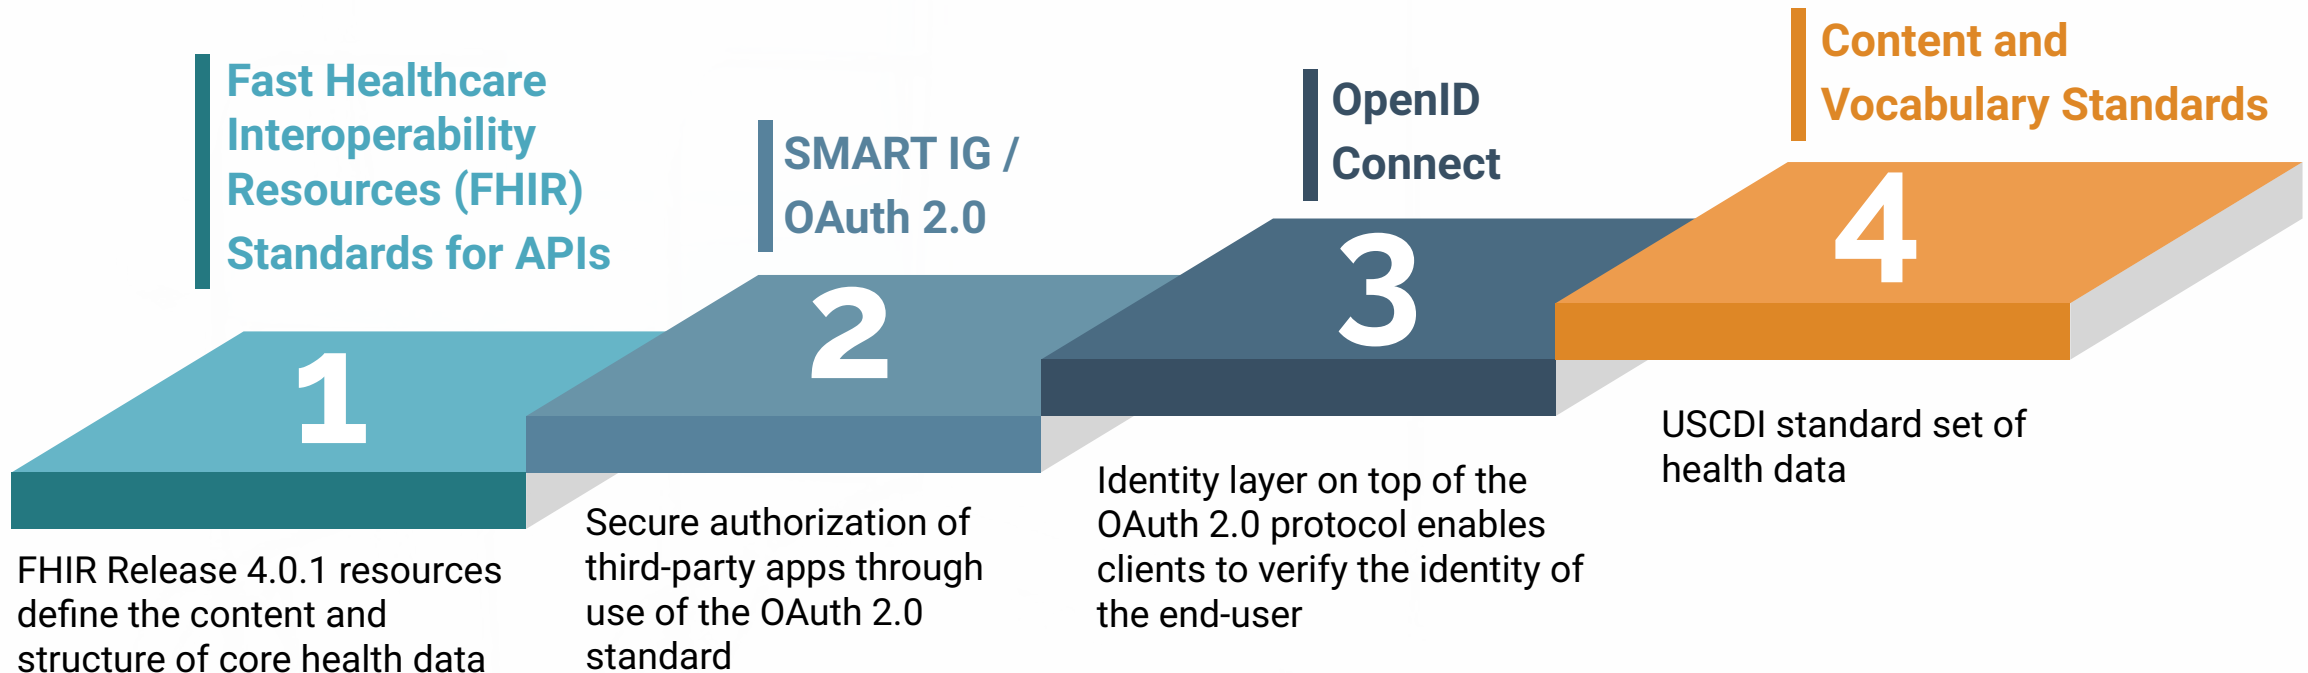 Fast Healthcare
Interoperability
Resources (FHIR)
Standards for APIs
1
FHIR Release 4.0.1 resources
define the content and
structure of core health data
SMART IG /
OAuth 2.0
2
Secure authorization of
third-party apps through
use of the OAuth 2.0
standard
OpenID
Connect
3
Identity layer on top of the
OAuth 2.0 protocol enables
clients to verify the identity of
the end-user
Content and
Vocabulary Standards
4
USCDI standard set of
health data